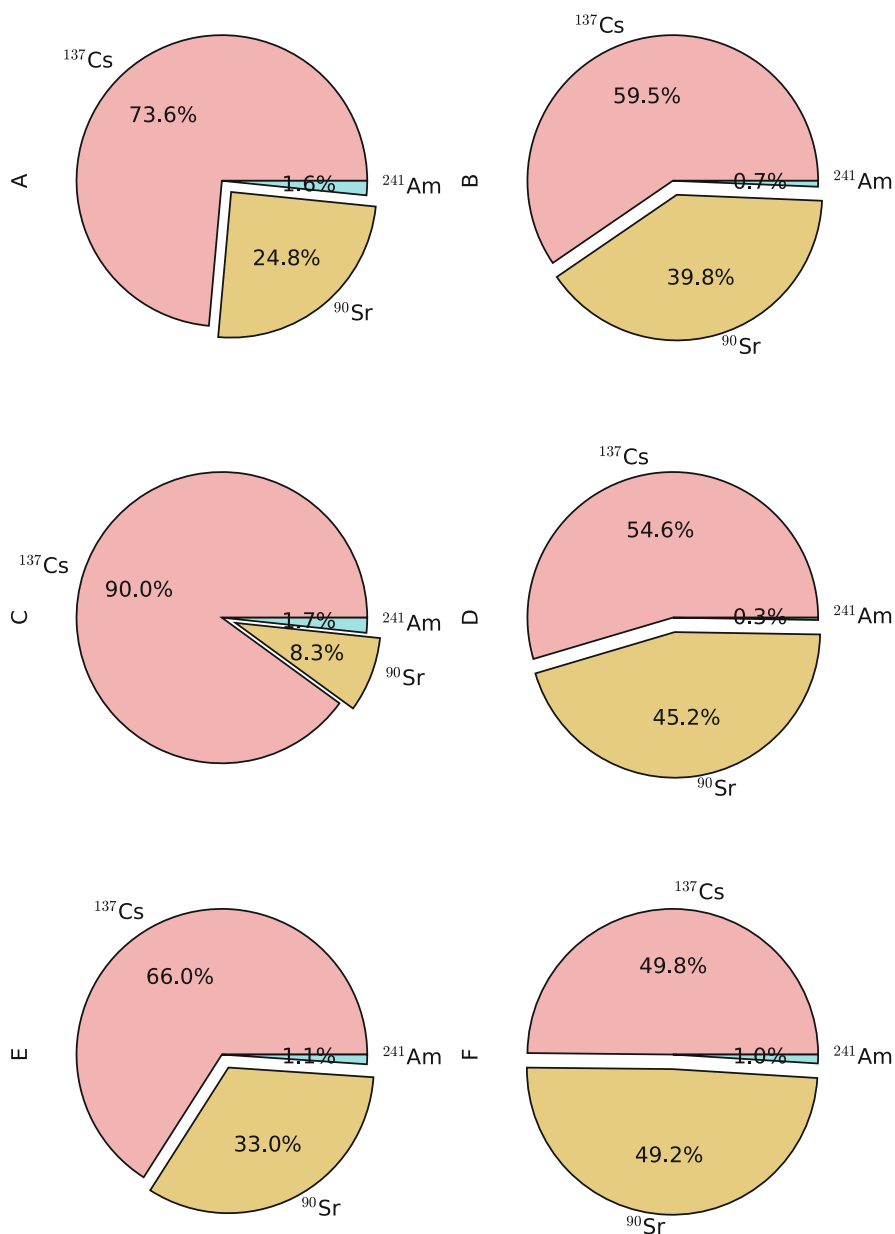 A
¹³⁷Cs
73.6%
1.6%
²⁴¹Am
24.8%
⁹⁰Sr
B
¹³⁷Cs
59.5%
0.7%
²⁴¹Am
39.8%
⁹⁰Sr
C
¹³⁷Cs
90.0%
1.7%
²⁴¹Am
8.3%
⁹⁰Sr
D
¹³⁷Cs
54.6%
0.3%
²⁴¹Am
45.2%
⁹⁰Sr
E
¹³⁷Cs
66.0%
1.1%
²⁴¹Am
33.0%
⁹⁰Sr
F
¹³⁷Cs
49.8%
1.0%
²⁴¹Am
49.2%
⁹⁰Sr